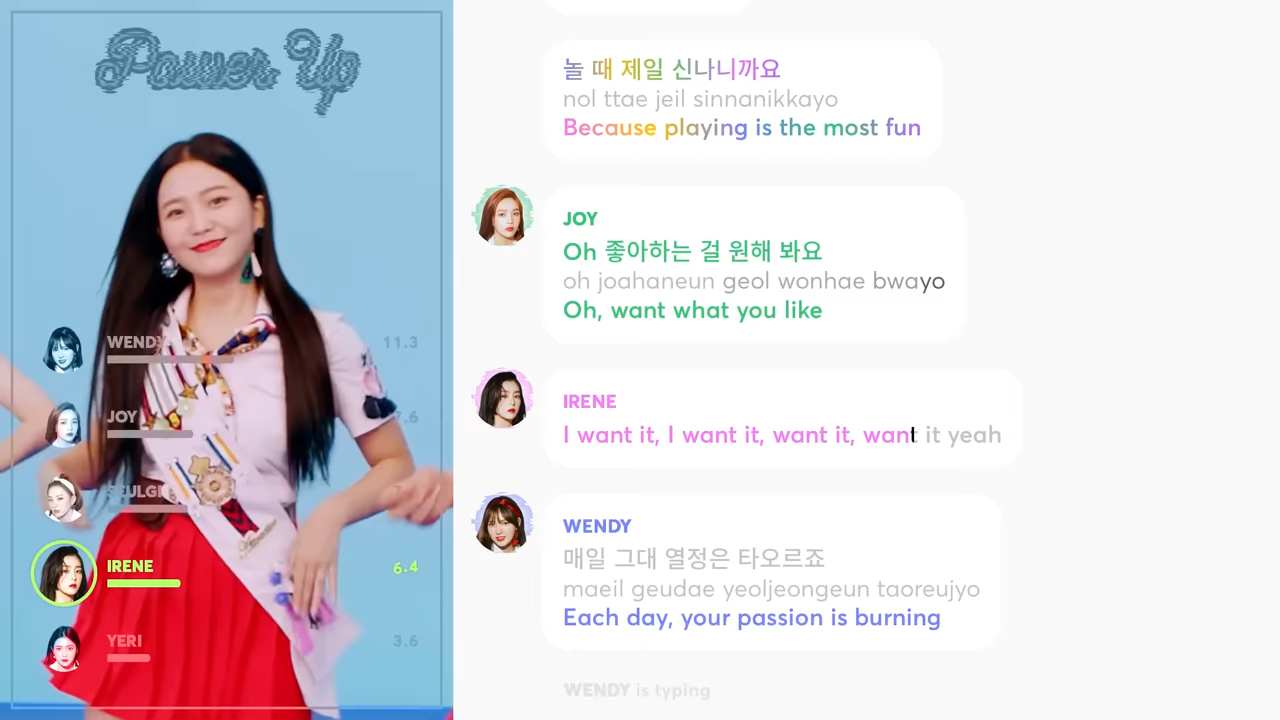 Power Up
WENDY 11.3
JOY 7.6
SEULGI
IRENE 6.4
YERI 3.6
놀 때 제일 신나니까요
nol ttae jeil sinnanikkayo
Because playing is the most fun
JOY
Oh 좋아하는 걸 원해 봐요
oh joahaneun geol wonhae bwayo
Oh, want what you like
IRENE
I want it, I want it, want it, want it yeah
WENDY
매일 그대 열정은 타오르죠
maeil geudae yeoljeongeun taoreujyo
Each day, your passion is burning
WENDY is typing